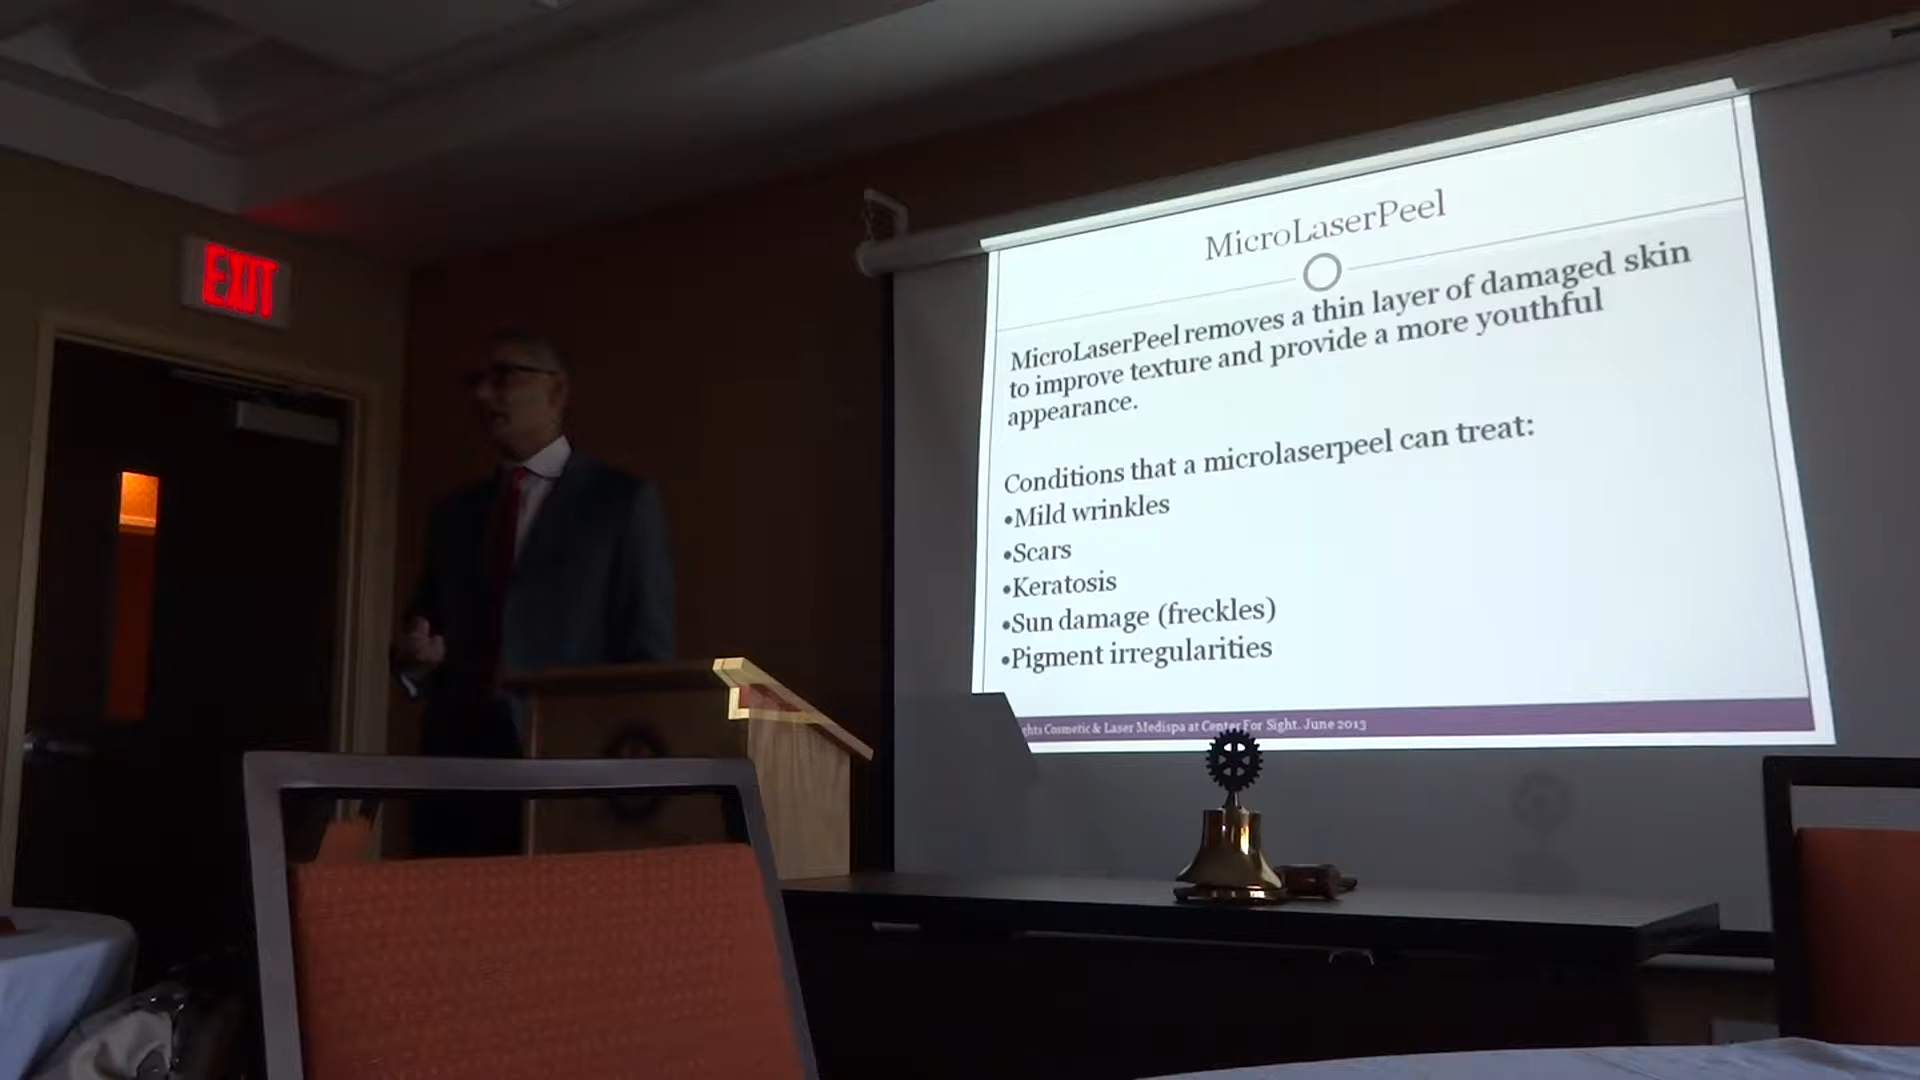 EXIT
MicroLaserPeel
MicroLaserPeel removes a thin layer of damaged skin
to improve texture and provide a more youthful
appearance.
Conditions that a microlaserpeel can treat:
•Mild wrinkles
•Scars
•Keratosis
•Sun damage (freckles)
•Pigment irregularities
Cosmetic & Laser Medispa at Center For Sight. June 2013